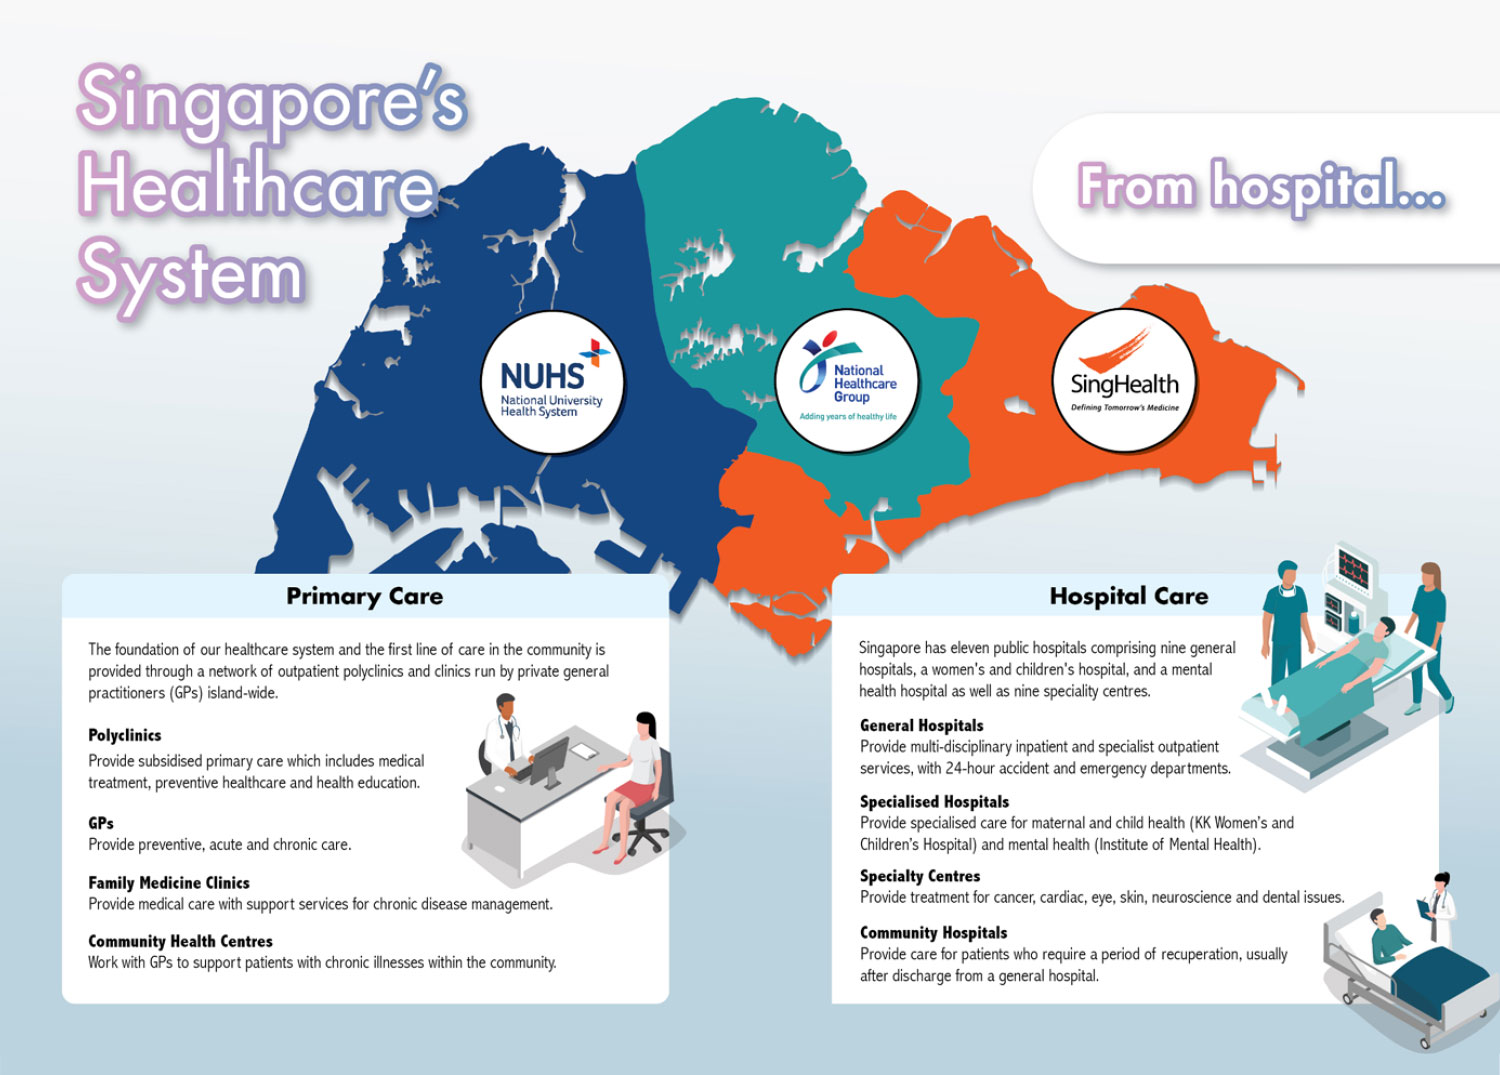 Singapore's
Healthcare
System
From hospital...
NUHS
National University
Health System
National
Healthcare
Group
Adding years of healthy life
SingHealth
Defining Tomorrow's Medicine
Primary Care
The foundation of our healthcare system and the first line of care in the community is
provided through a network of outpatient polyclinics and clinics run by private general
practitioners (GPs) island-wide.
Polyclinics
Provide subsidised primary care which includes medical
treatment, preventive healthcare and health education.
GPs
Provide preventive, acute and chronic care.
Family Medicine Clinics
Provide medical care with support services for chronic disease management.
Community Health Centres
Work with GPs to support patients with chronic illnesses within the community.
Hospital Care
Singapore has eleven public hospitals comprising nine general
hospitals, a women's and children's hospital, and a mental
health hospital as well as nine speciality centres.
General Hospitals
Provide multi-disciplinary inpatient and specialist outpatient
services, with 24-hour accident and emergency departments.
Specialised Hospitals
Provide specialised care for maternal and child health (KK Women's and
Children's Hospital) and mental health (Institute of Mental Health).
Specialty Centres
Provide treatment for cancer, cardiac, eye, skin, neuroscience and dental issues.
Community Hospitals
Provide care for patients who require a period of recuperation, usually
after discharge from a general hospital.